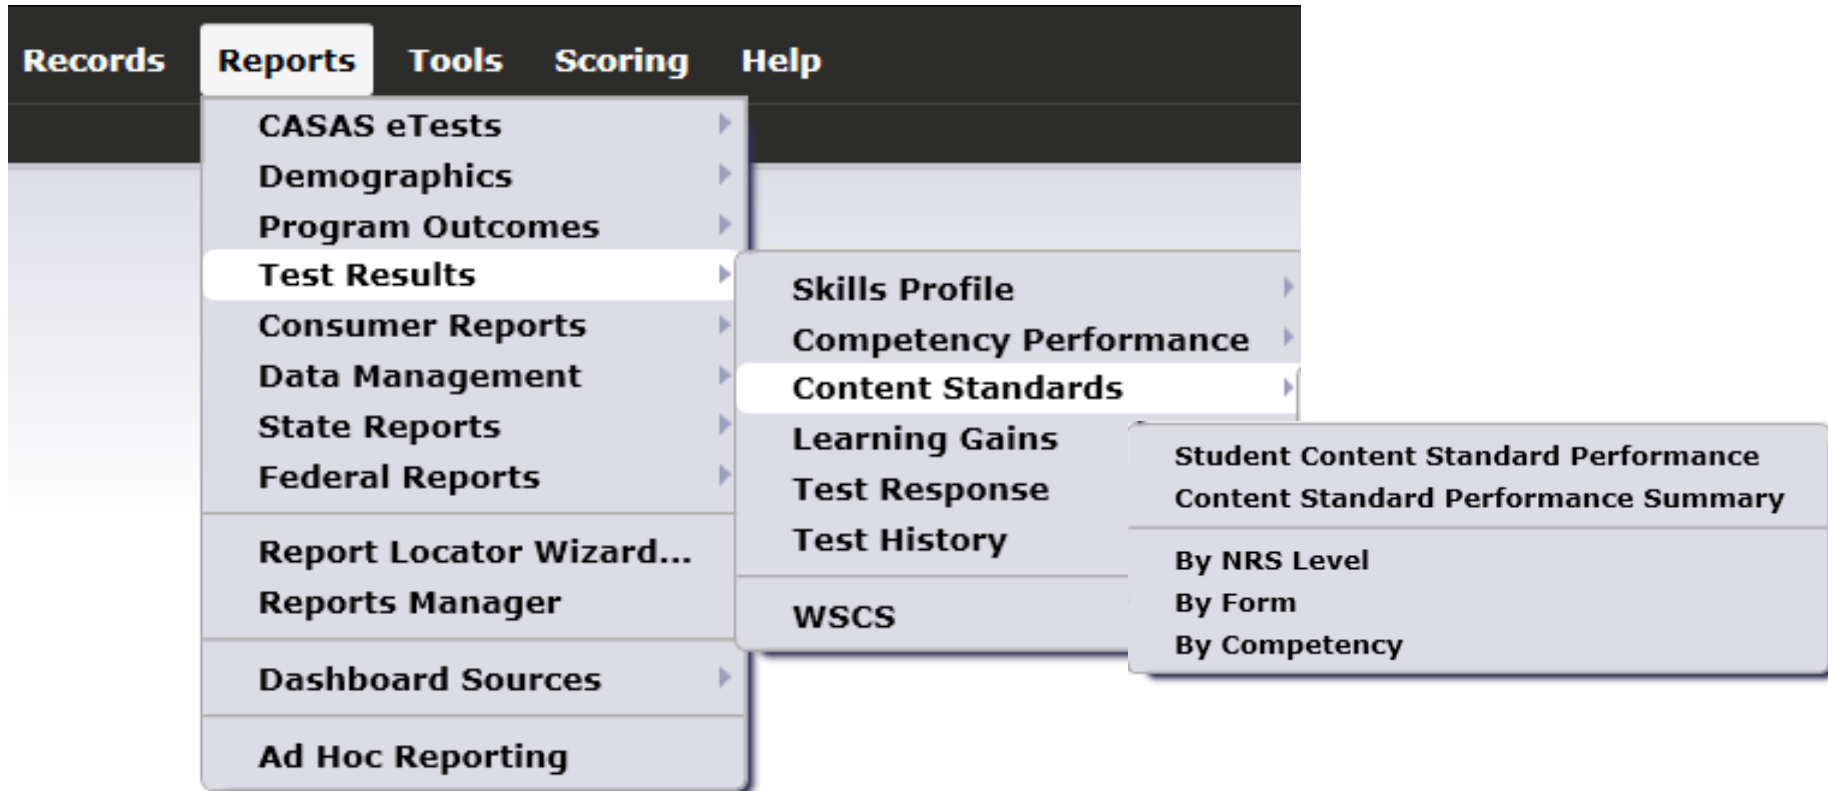 Records Reports Tools Scoring Help
CASAS eTests
Demographics
Program Outcomes
Test Results
Consumer Reports
Data Management
State Reports
Federal Reports
Report Locator Wizard...
Reports Manager
Dashboard Sources
Ad Hoc Reporting
Skills Profile
Competency Performance
Content Standards
Learning Gains
Test Response
Test History
WSCS
Student Content Standard Performance
Content Standard Performance Summary
By NRS Level
By Form
By Competency